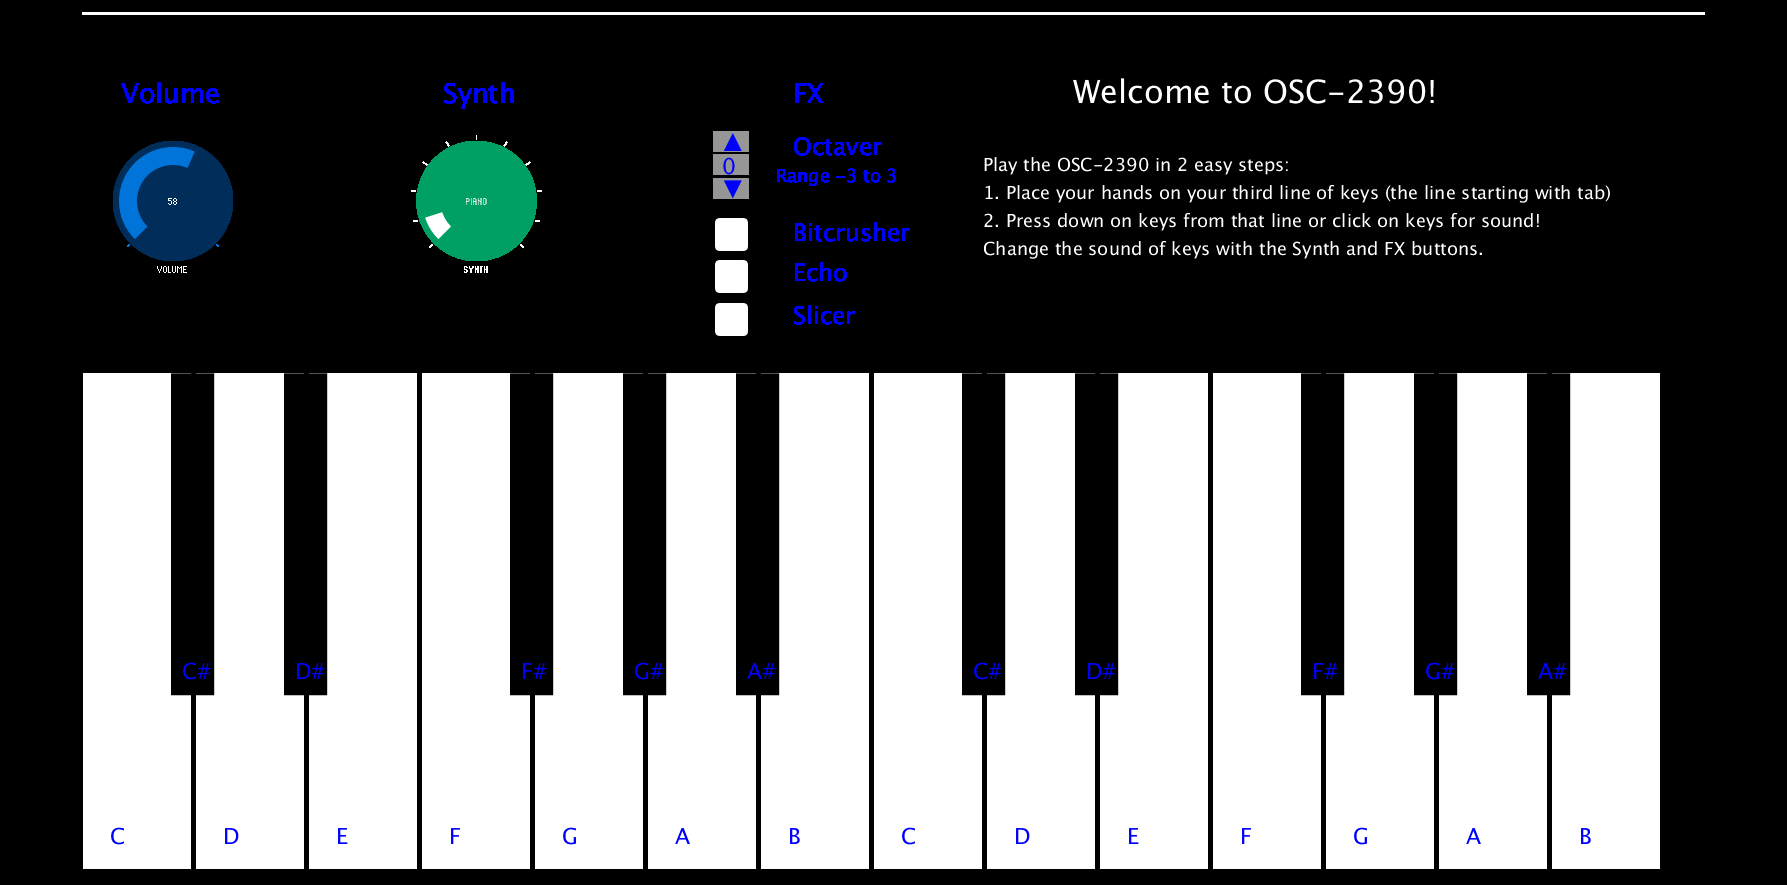 Volume
Synth
FX
Welcome to OSC-2390!
58
VOLUME
PIANO
SYNTH
▲
0
▼
Octaver
Range -3 to 3
Bitcrusher
Echo
Slicer
Play the OSC-2390 in 2 easy steps:
1. Place your hands on your third line of keys (the line starting with tab)
2. Press down on keys from that line or click on keys for sound!
Change the sound of keys with the Synth and FX buttons.
C# D# F# G# A# C# D# F# G# A#
C D E F G A B C D E F G A B